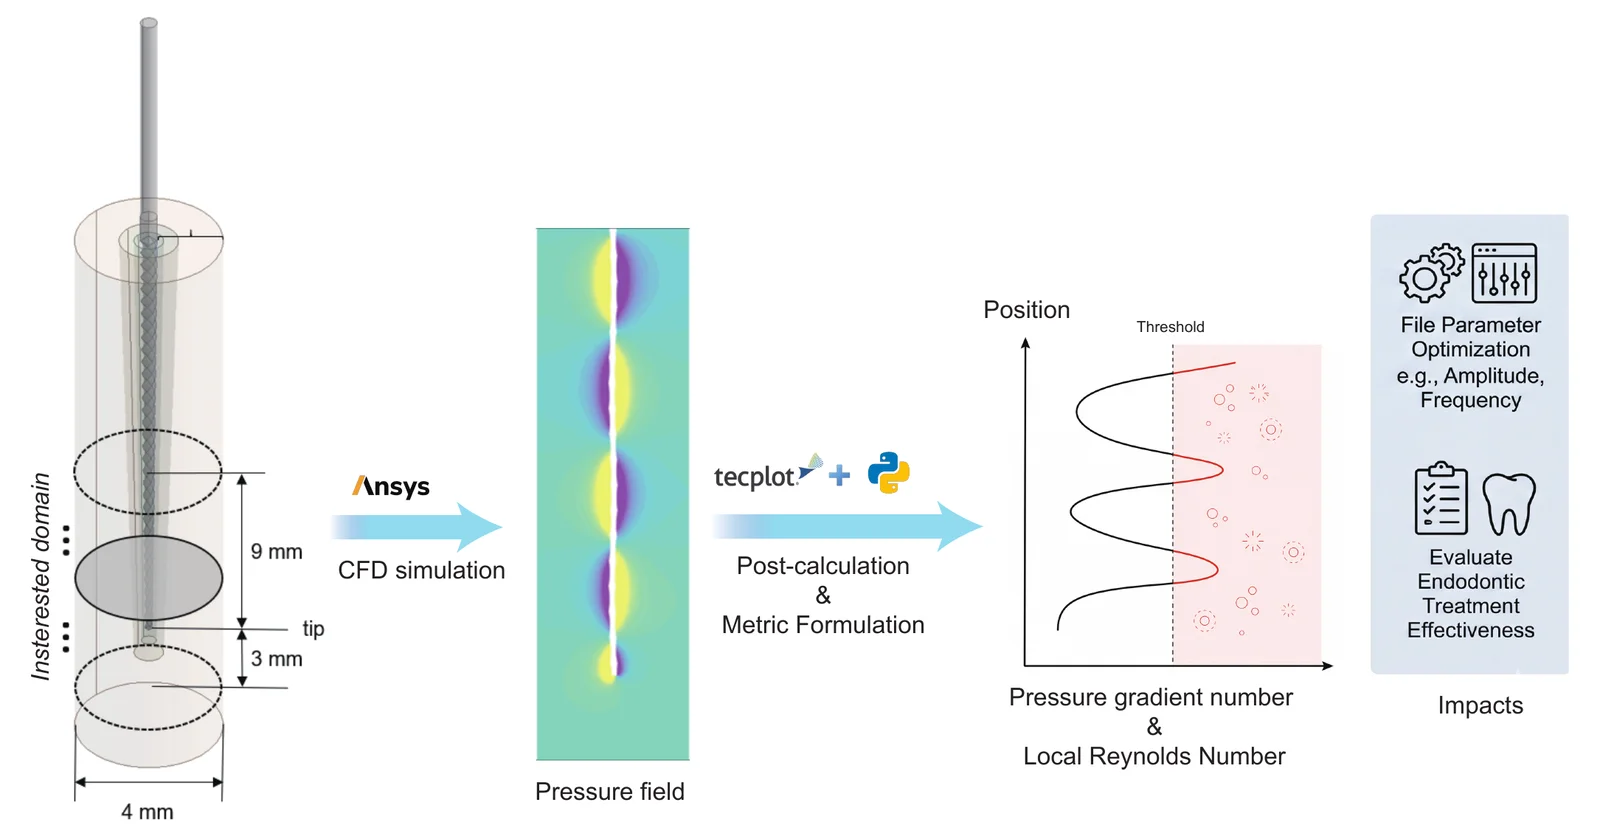 Insterested domain
9 mm
tip
3 mm
4 mm
Ansys
CFD simulation
Pressure field
tecplot.
Post-calculation
&
Metric Formulation
Position
Threshold
Pressure gradient number
&
Local Reynolds Number
File Parameter
Optimization
e.g., Amplitude,
Frequency
Evaluate
Endodontic
Treatment
Effectiveness
Impacts